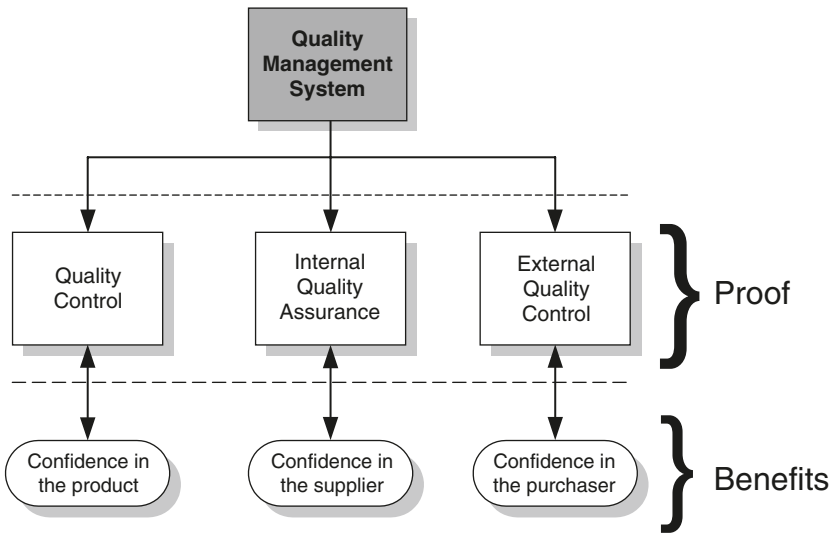 Quality
Management
System
Quality
Control
Internal
Quality
Assurance
External
Quality
Control
Proof
Confidence in
the product
Confidence in
the supplier
Confidence in
the purchaser
Benefits